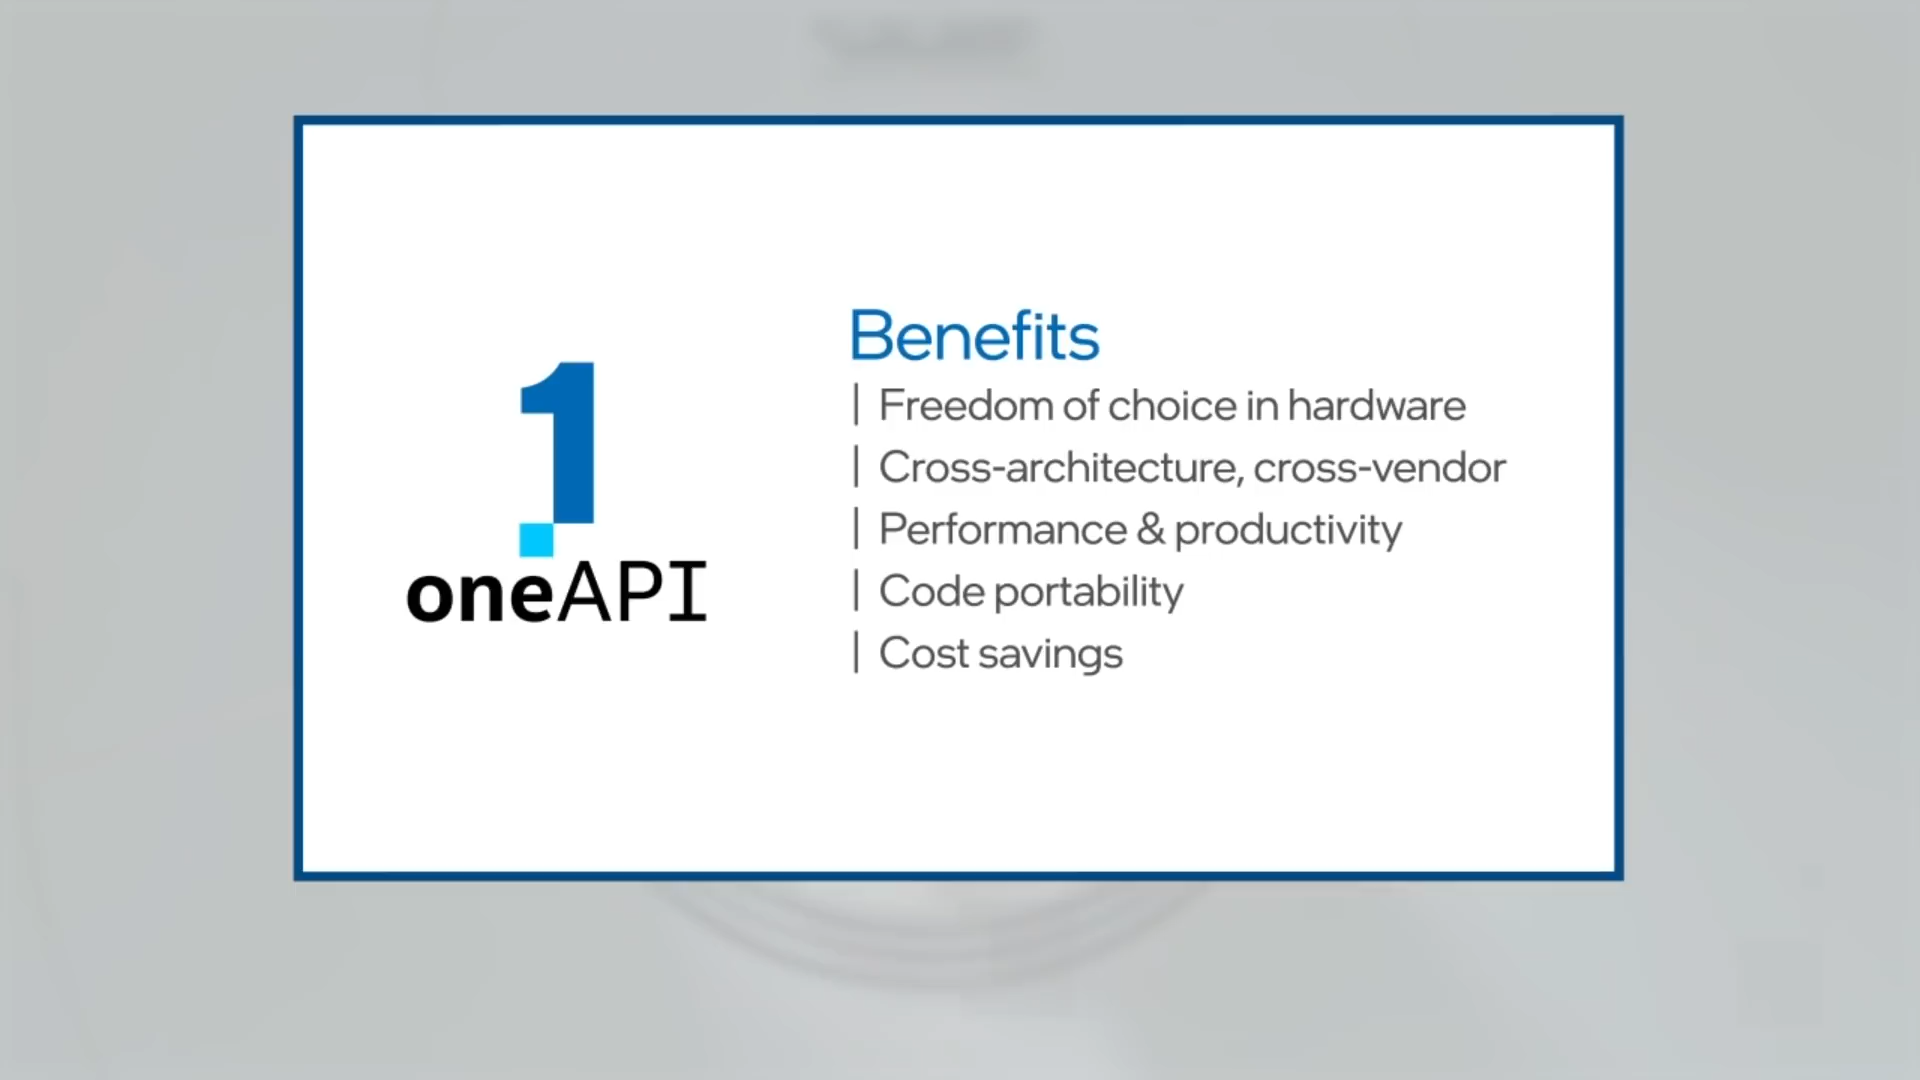 1
oneAPI
Benefits
| Freedom of choice in hardware
| Cross-architecture, cross-vendor
| Performance & productivity
| Code portability
| Cost savings